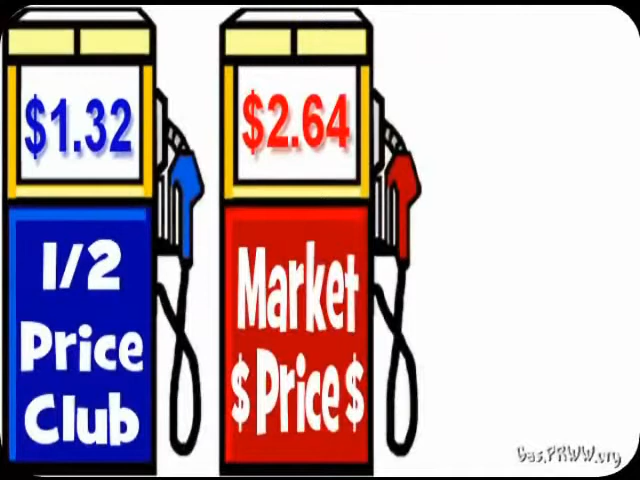 $1.32
1/2
Price
Club
$2.64
Market
$Price$
Gas.PRWW.org